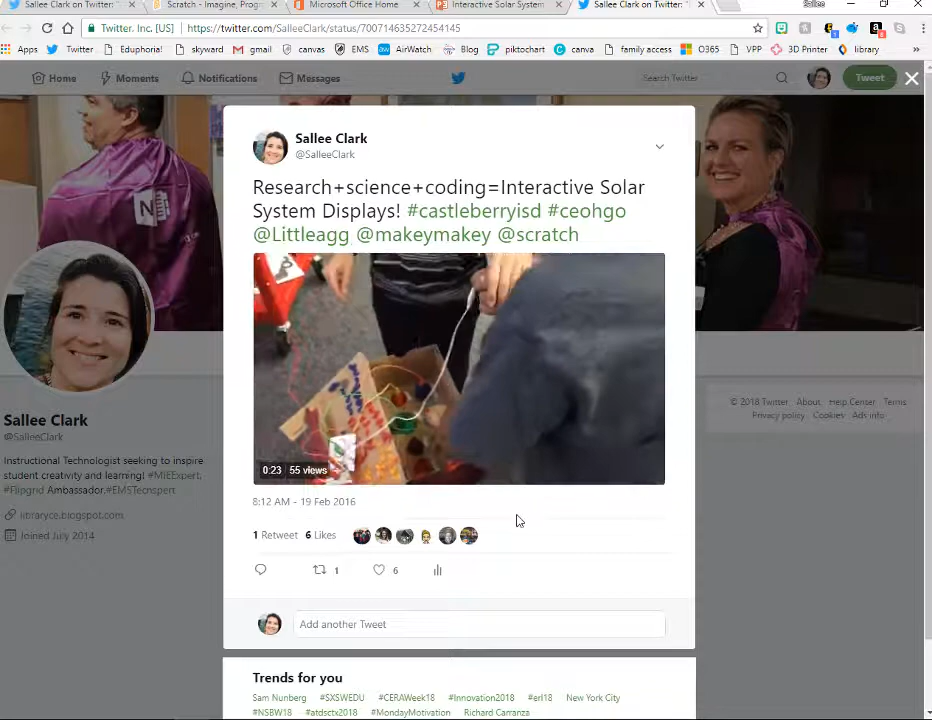 Sallee Clark on Twitter: "
Scratch - Imagine, Progr
Microsoft Office Home
Interactive Solar System
Sallee Clark on Twitter: "
Sallee
Twitter, Inc. [US] https://twitter.com/SalleeClark/status/700714635272454145
Apps Twitter Eduphoria! skyward gmail canvas EMS AirWatch Blog piktochart canva family access O365 VPP 3D Printer library
Home Moments Notifications Messages Search Twitter Tweet
Sallee Clark
@SalleeClark
Research+science+coding=Interactive Solar
System Displays! #castleberryisd #ceohgo
@Littleagg @makeymakey @scratch
0:23 55 views
8:12 AM - 19 Feb 2016
1 Retweet 6 Likes
1 6
Add another Tweet
Trends for you
Sam Nunberg #SXSWEDU #CERAWeek18 #Innovation2018 #erl18 New York City
#NSBW18 #atdsctx2018 #MondayMotivation Richard Carranza
Sallee Clark
@SalleeClark
Instructional Technologist seeking to inspire
student creativity and learning! #MIEExpert,
#Flipgrid Ambassador,#EMSTecnspert
libraryce.blogspot.com
Joined July 2014
© 2018 Twitter About Help Center Terms
Privacy policy Cookies Ads info